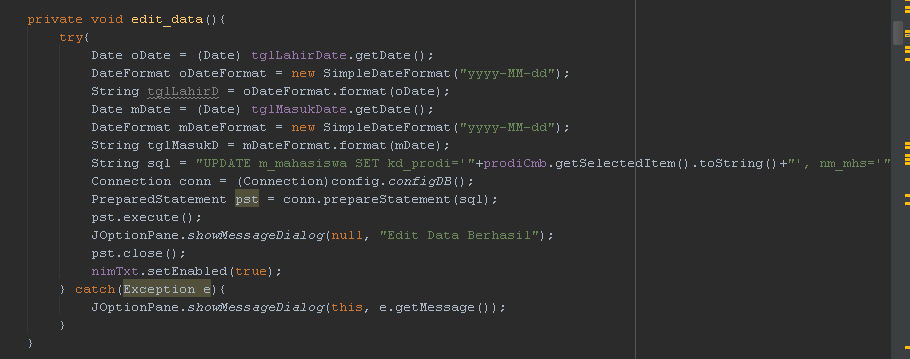 private void edit_data(){
try{
Date oDate = (Date) tglLahirDate.getDate();
DateFormat oDateFormat = new SimpleDateFormat("yyyy-MM-dd");
String tglLahirD = oDateFormat.format(oDate);
Date mDate = (Date) tglMasukDate.getDate();
DateFormat mDateFormat = new SimpleDateFormat("yyyy-MM-dd");
String tglMasukD = mDateFormat.format(mDate);
String sql = "UPDATE m_mahasiswa SET kd_prodi='"+prodiCmb.getSelectedItem().toString()+"', nm_mhs='"
Connection conn = (Connection)config.configDB();
PreparedStatement pst = conn.prepareStatement(sql);
pst.execute();
JOptionPane.showMessageDialog(null, "Edit Data Berhasil");
pst.close();
nimTxt.setEnabled(true);
} catch(Exception e){
JOptionPane.showMessageDialog(this, e.getMessage());
}
}